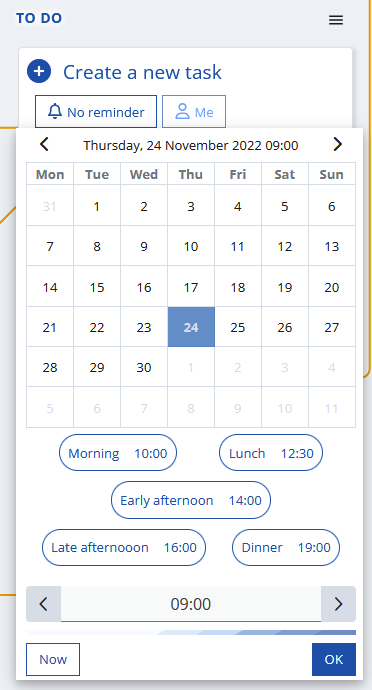 TO DO
Create a new task
No reminder Me
Thursday, 24 November 2022 09:00
Mon Tue Wed Thu Fri Sat Sun
31 1 2 3 4 5 6
7 8 9 10 11 12 13
14 15 16 17 18 19 20
21 22 23 24 25 26 27
28 29 30 1 2 3 4
5 6 7 8 9 10 11
Morning 10:00 Lunch 12:30
Early afternoon 14:00
Late afternooon 16:00 Dinner 19:00
09:00
Now OK